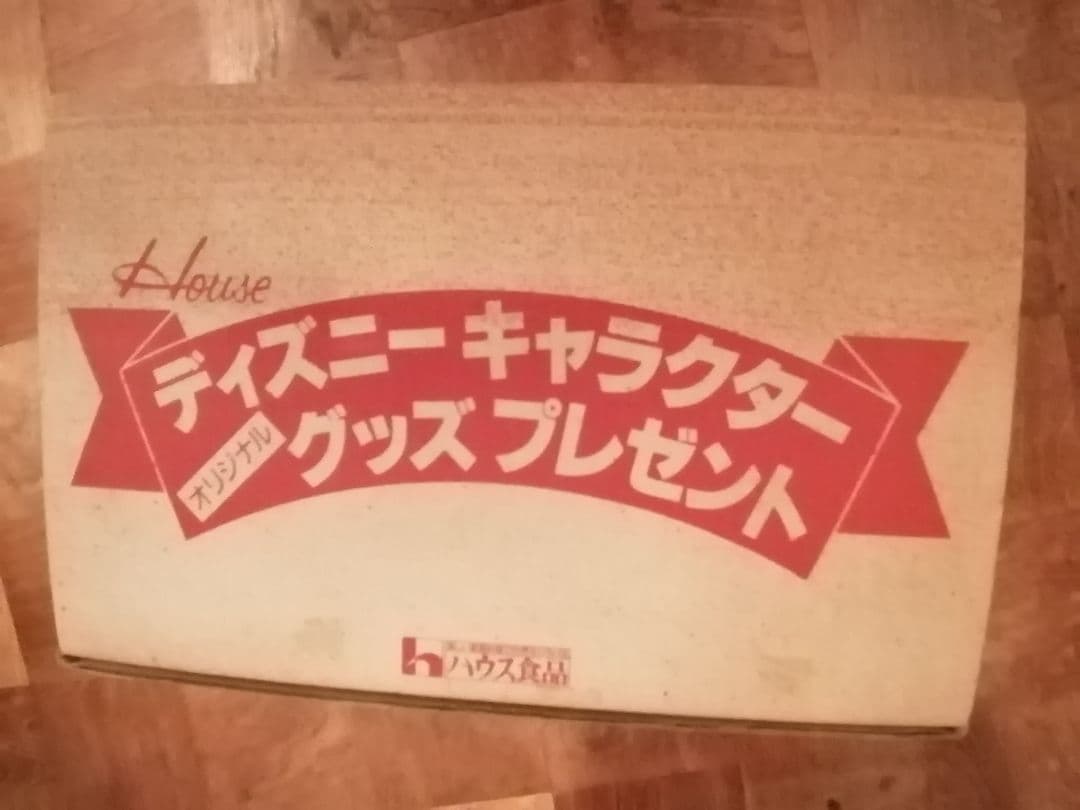 House
ディズニーキャラクター
オリジナル
グッズプレゼント
ハウス食品